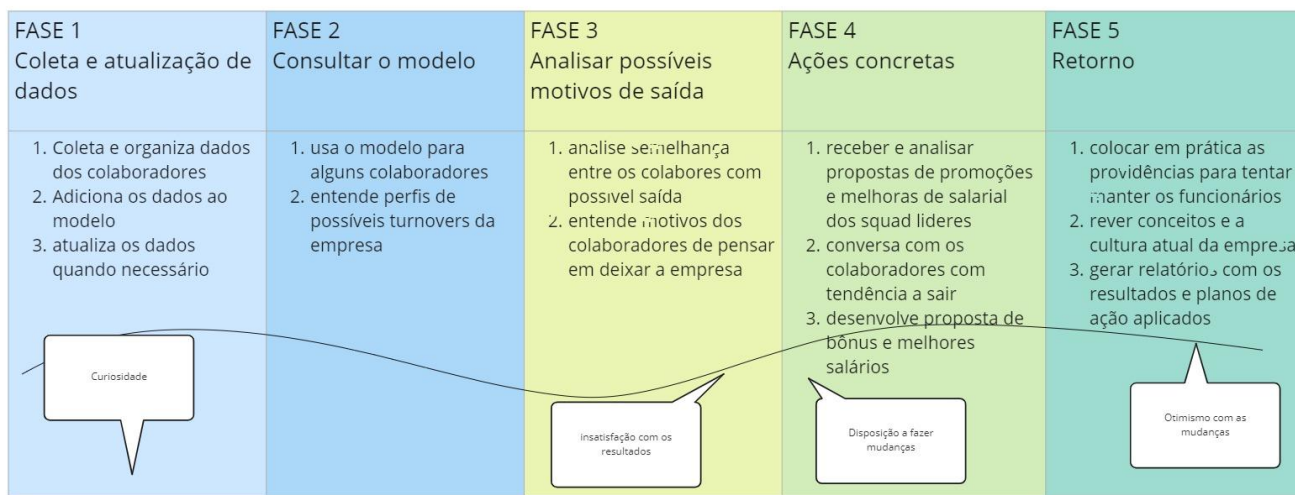 FASE 1
Coleta e atualização de
dados
1. Coleta e organiza dados
dos colaboradores
2. Adiciona os dados ao
modelo
3. atualiza os dados
quando necessário
Curiosidade
FASE 2
Consultar o modelo
1. usa o modelo para
alguns colaboradores
2. entende perfis de
possíveis turnovers da
empresa
FASE 3
Analisar possíveis
motivos de saída
1. analise semelhança
entre os colabores com
possivel saída
2. entende motivos dos
colaboradores de pensar
em deixar a empresa
Insatisfação com os
resultados
FASE 4
Ações concretas
1. receber e analisar
propostas de promoções
e melhoras de salarial
dos squad lideres
2. conversa com os
colaboradores com
tendência a sair
3. desenvolve proposta de
bônus e melhores
salários
Disposição a fazer
mudanças
FASE 5
Retorno
1. colocar em prática as
providências para tentar
manter os funcionários
2. rever conceitos e a
cultura atual da empresa
3. gerar relatórios com os
resultados e planos de
ação aplicados
Otimismo com as
mudanças